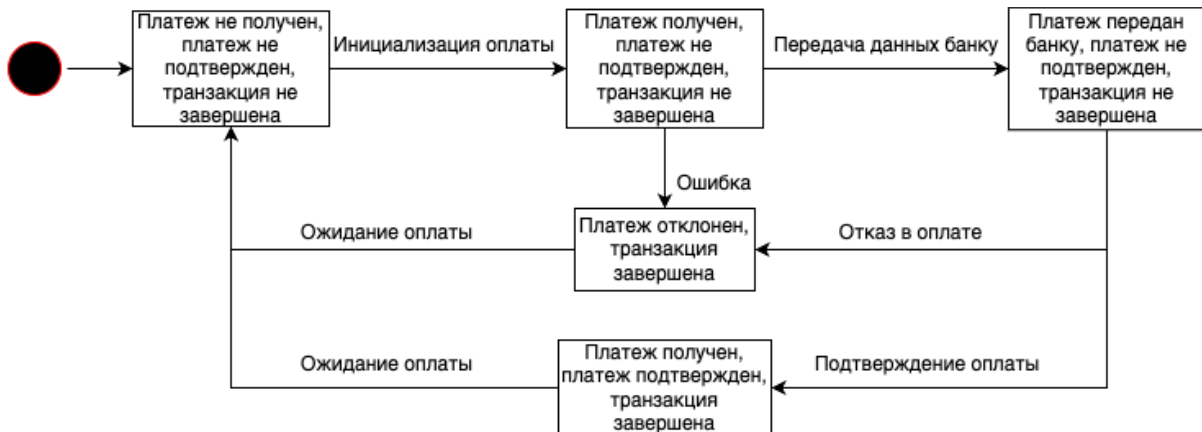 Платеж не получен,
платеж не
подтвержден,
транзакция не
завершена
Инициализация оплаты
Платеж получен,
платеж не
подтвержден,
транзакция не
завершена
Передача данных банку
Платеж передан
банку, платеж не
подтвержден,
транзакция не
завершена
Ошибка
Ожидание оплаты
Платеж отклонен,
транзакция
завершена
Отказ в оплате
Ожидание оплаты
Платеж получен,
платеж подтвержден,
транзакция
завершена
Подтверждение оплаты